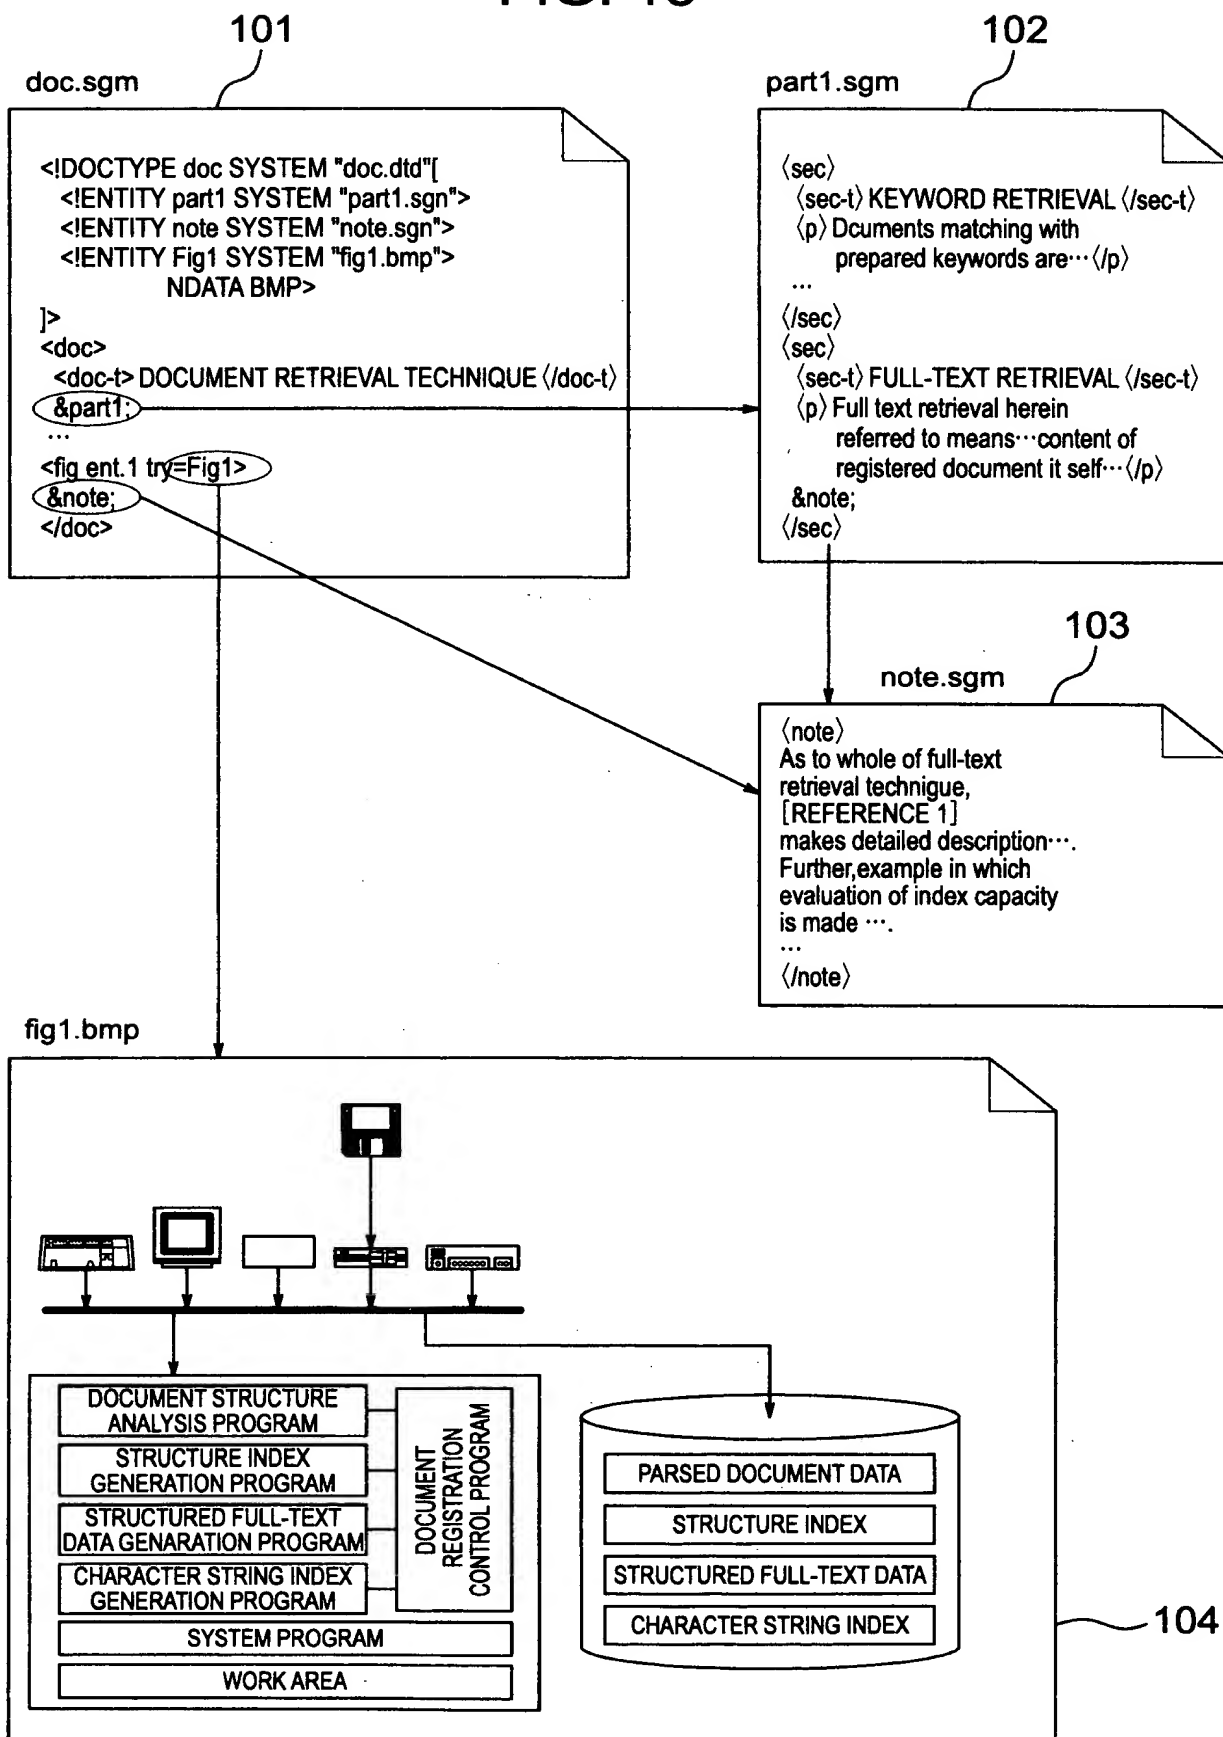 101
doc.sgm
<!DOCTYPE doc SYSTEM "doc.dtd"[
<!ENTITY part1 SYSTEM "part1.sgn">
<!ENTITY note SYSTEM "note.sgn">
<!ENTITY Fig1 SYSTEM "fig1.bmp">
NDATA BMP>
]>
<doc>
<doc-t> DOCUMENT RETRIEVAL TECHNIQUE 〈/doc-t〉
&part1;
…
<fig ent.1 try=Fig1>
&note;
</doc>
102
part1.sgm
〈sec〉
〈sec-t〉 KEYWORD RETRIEVAL 〈/sec-t〉
〈p〉 Dcuments matching with
prepared keywords are… 〈/p〉
…
〈/sec〉
〈sec〉
〈sec-t〉 FULL-TEXT RETRIEVAL 〈/sec-t〉
〈p〉 Full text retrieval herein
referred to means…content of
registered document it self… 〈/p〉
&note;
〈/sec〉
103
note.sgm
〈note〉
As to whole of full-text
retrieval technigue,
[REFERENCE 1]
makes detailed description….
Further,example in which
evaluation of index capacity
is made ….
…
〈/note〉
fig1.bmp
DOCUMENT STRUCTURE
ANALYSIS PROGRAM
STRUCTURE INDEX
GENERATION PROGRAM
STRUCTURED FULL-TEXT
DATA GENARATION PROGRAM
CHARACTER STRING INDEX
GENERATION PROGRAM
DOCUMENT
REGISTRATION
CONTROL PROGRAM
SYSTEM PROGRAM
WORK AREA
PARSED DOCUMENT DATA
STRUCTURE INDEX
STRUCTURED FULL-TEXT DATA
CHARACTER STRING INDEX
104